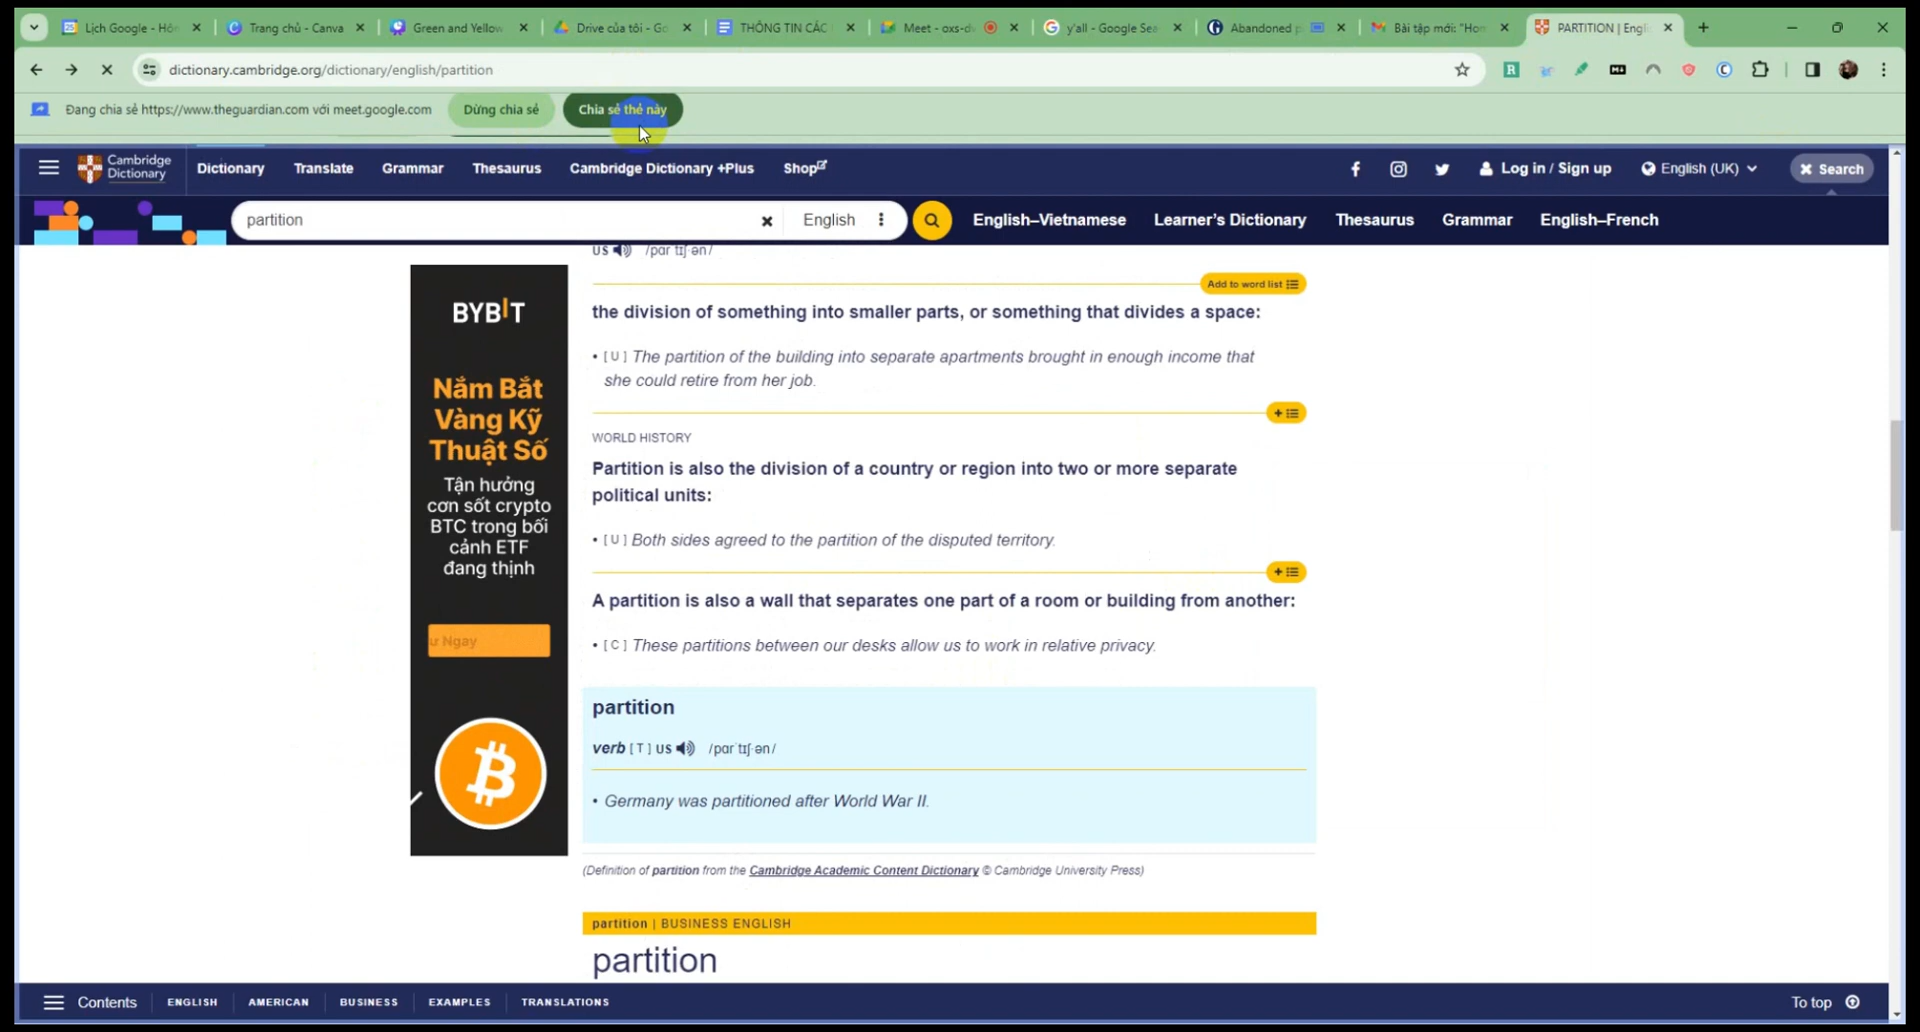 Lịch Google - Hô
Trang chủ - Canva
Green and Yellow
Drive của tôi - Go
THÔNG TIN CÁC
Meet - oxs-dv
y'all - Google Sea
Abandoned p
Bài tập mới: "Hom
PARTITION | Engli
dictionary.cambridge.org/dictionary/english/partition
Đang chia sẻ https://www.theguardian.com với meet.google.com
Dừng chia sẻ
Chia sẻ thẻ này
Cambridge
Dictionary
Dictionary
Translate
Grammar
Thesaurus
Cambridge Dictionary +Plus
Shop
Log in / Sign up
English (UK)
Search
partition
English
English–Vietnamese
Learner's Dictionary
Thesaurus
Grammar
English–French
US /pɑrˈtɪʃ·ən/
Add to word list
the division of something into smaller parts, or something that divides a space:
• [ U ] The partition of the building into separate apartments brought in enough income that
she could retire from her job.
WORLD HISTORY
Partition is also the division of a country or region into two or more separate
political units:
• [ U ] Both sides agreed to the partition of the disputed territory.
A partition is also a wall that separates one part of a room or building from another:
• [ C ] These partitions between our desks allow us to work in relative privacy.
partition
verb [ T ] US /pɑrˈtɪʃ·ən/
• Germany was partitioned after World War II.
(Definition of partition from the Cambridge Academic Content Dictionary © Cambridge University Press)
partition | BUSINESS ENGLISH
partition
BYBIT
Nắm Bắt
Vàng Kỹ
Thuật Số
Tận hưởng
cơn sốt crypto
BTC trong bối
cảnh ETF
đang thịnh
ư Ngay
Contents
ENGLISH
AMERICAN
BUSINESS
EXAMPLES
TRANSLATIONS
To top